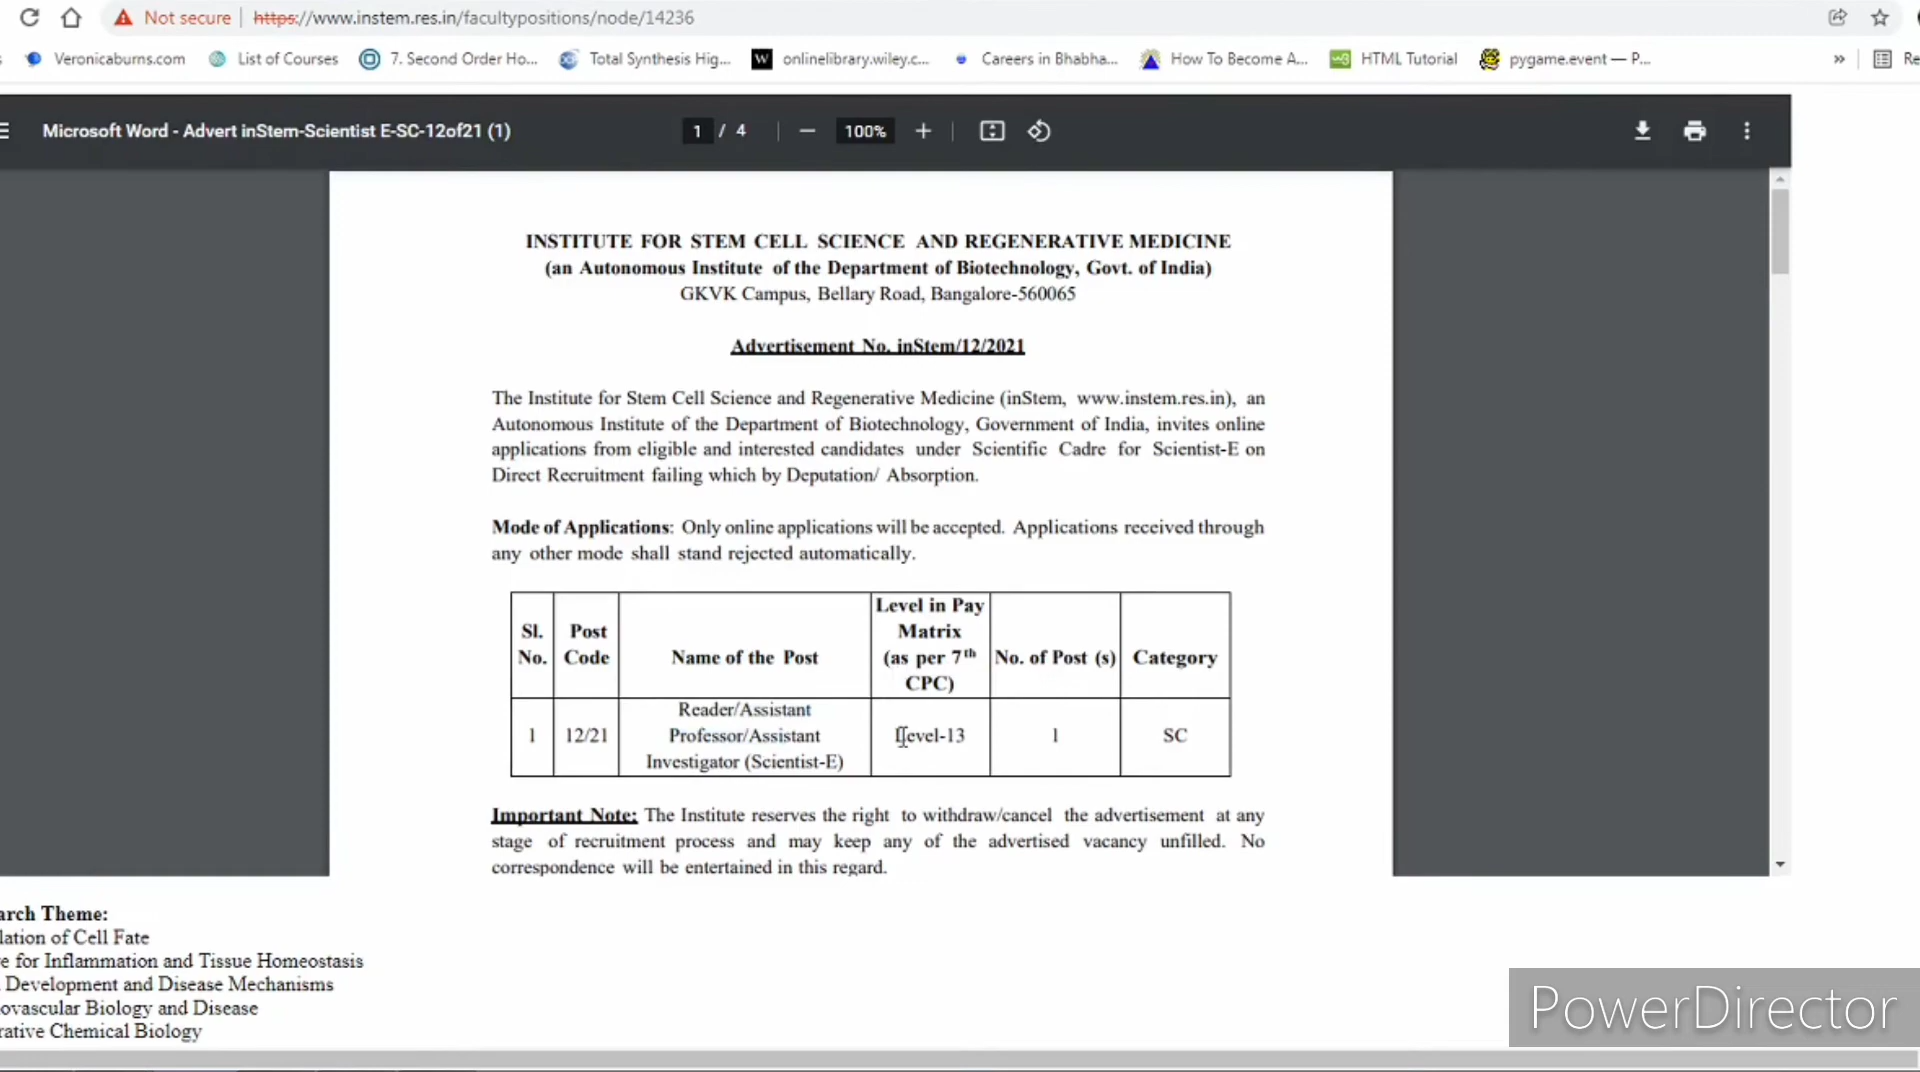 Not secure | https://www.instem.res.in/facultypositions/node/14236
Veronicaburns.com List of Courses 7. Second Order Ho... Total Synthesis Hig... W onlinelibrary.wiley.c... Careers in Bhabha... How To Become A... HTML Tutorial pygame.event — P... » Re
Microsoft Word - Advert inStem-Scientist E-SC-12of21 (1) 1 / 4 — 100% +
INSTITUTE FOR STEM CELL SCIENCE AND REGENERATIVE MEDICINE
(an Autonomous Institute of the Department of Biotechnology, Govt. of India)
GKVK Campus, Bellary Road, Bangalore-560065
Advertisement No. inStem/12/2021
The Institute for Stem Cell Science and Regenerative Medicine (inStem, www.instem.res.in), an
Autonomous Institute of the Department of Biotechnology, Government of India, invites online
applications from eligible and interested candidates under Scientific Cadre for Scientist-E on
Direct Recruitment failing which by Deputation/ Absorption.
Mode of Applications: Only online applications will be accepted. Applications received through
any other mode shall stand rejected automatically.
Sl. No. Post Code Name of the Post Level in Pay Matrix (as per 7th CPC) No. of Post (s) Category
1 12/21 Reader/Assistant Professor/Assistant Investigator (Scientist-E) Level-13 1 SC
Important Note: The Institute reserves the right to withdraw/cancel the advertisement at any
stage of recruitment process and may keep any of the advertised vacancy unfilled. No
correspondence will be entertained in this regard.
arch Theme:
lation of Cell Fate
e for Inflammation and Tissue Homeostasis
Development and Disease Mechanisms
ovascular Biology and Disease
rative Chemical Biology
PowerDirector